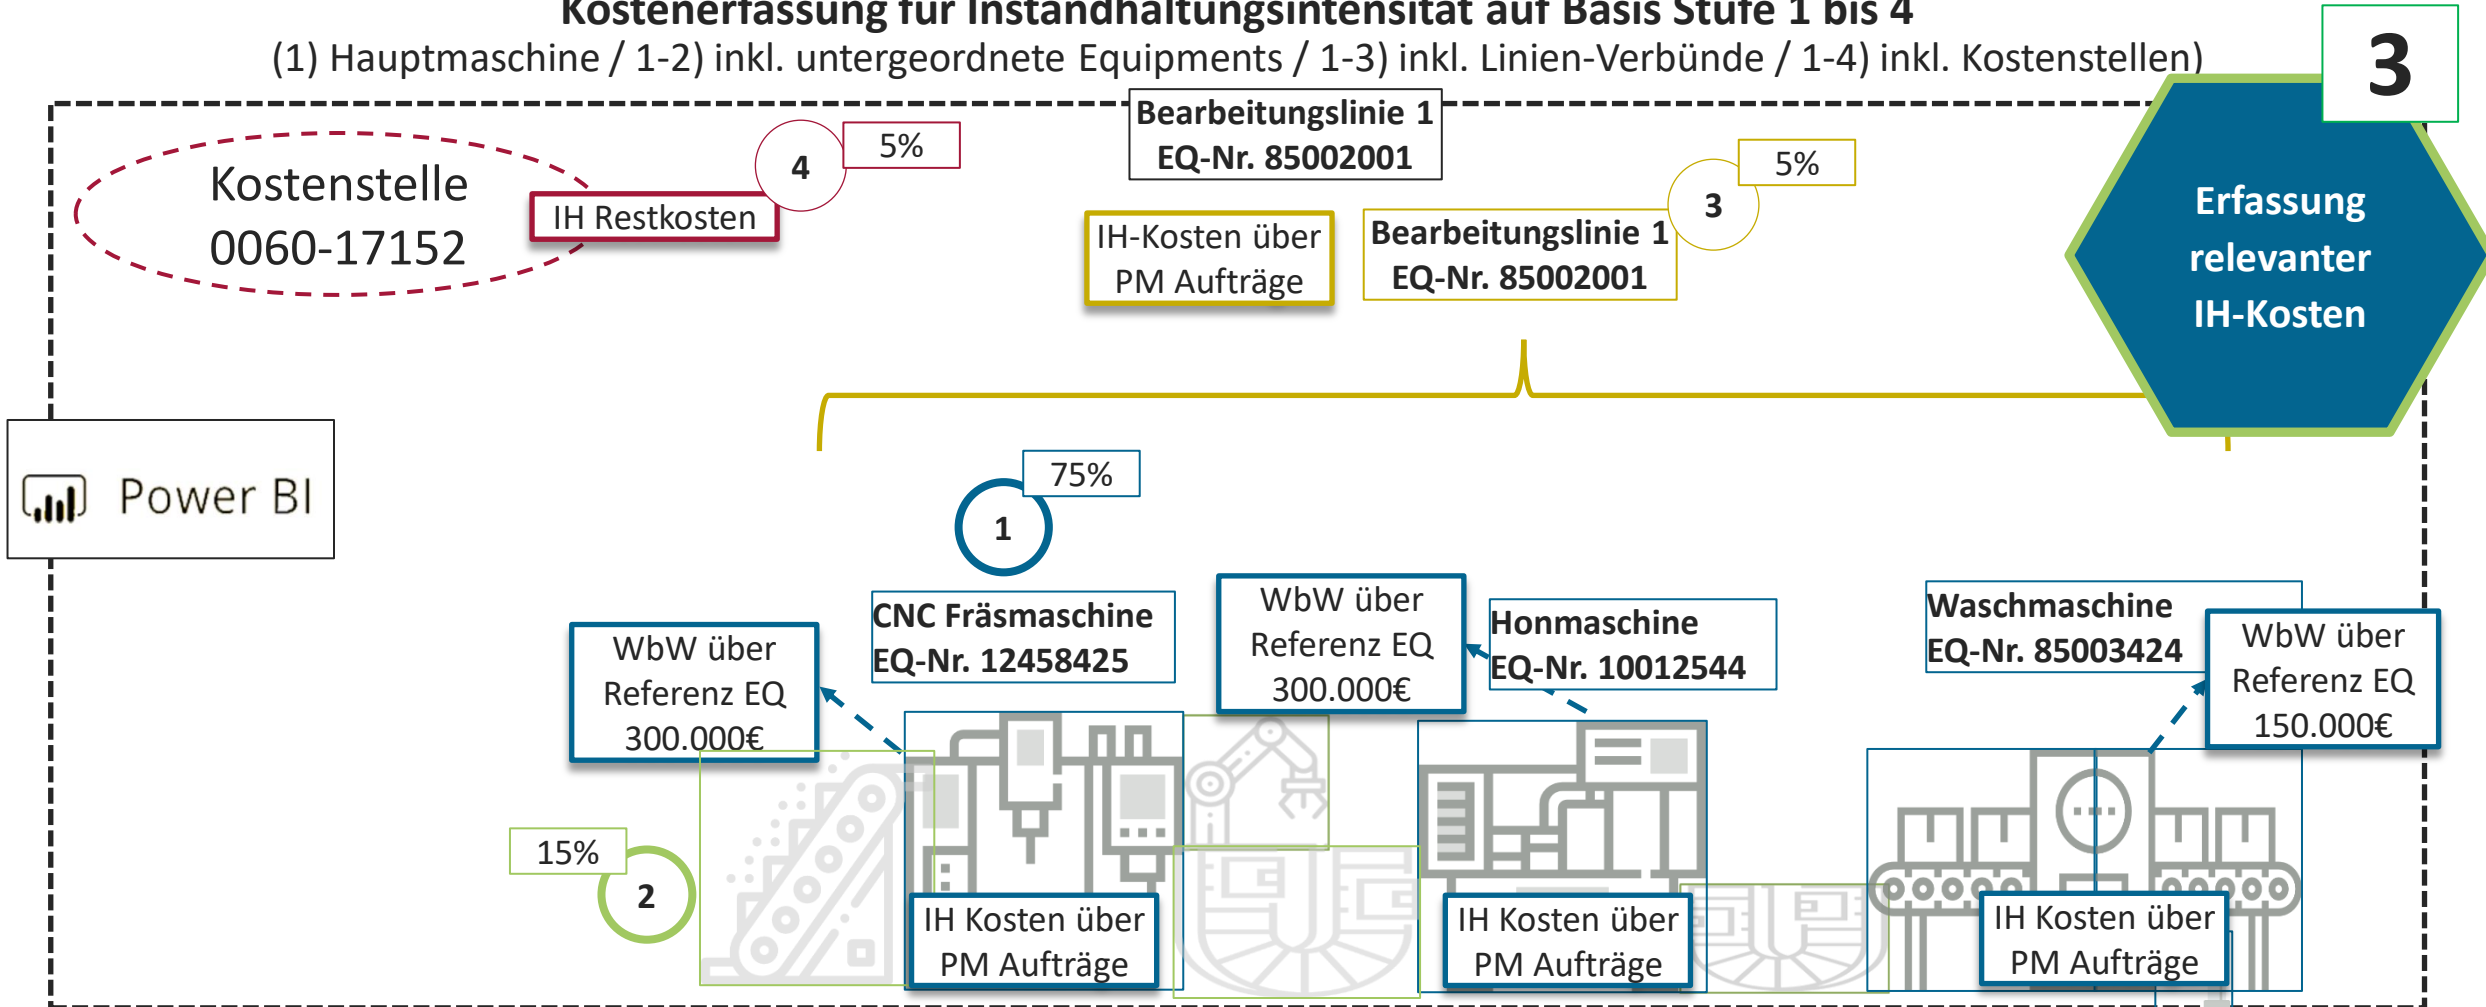 Kostenerfassung für Instandhaltungsintensität auf Basis Stufe 1 bis 4
(1) Hauptmaschine / 1-2) inkl. untergeordnete Equipments / 1-3) inkl. Linien-Verbünde / 1-4) inkl. Kostenstellen)
3
Kostenstelle
0060-17152
IH Restkosten
4
5%
Bearbeitungslinie 1
EQ-Nr. 85002001
IH-Kosten über
PM Aufträge
Bearbeitungslinie 1
EQ-Nr. 85002001
3
5%
Erfassung
relevanter
IH-Kosten
Power BI
75%
1
WbW über
Referenz EQ
300.000€
CNC Fräsmaschine
EQ-Nr. 12458425
WbW über
Referenz EQ
300.000€
Honmaschine
EQ-Nr. 10012544
Waschmaschine
EQ-Nr. 85003424
WbW über
Referenz EQ
150.000€
15%
2
IH Kosten über
PM Aufträge
IH Kosten über
PM Aufträge
IH Kosten über
PM Aufträge